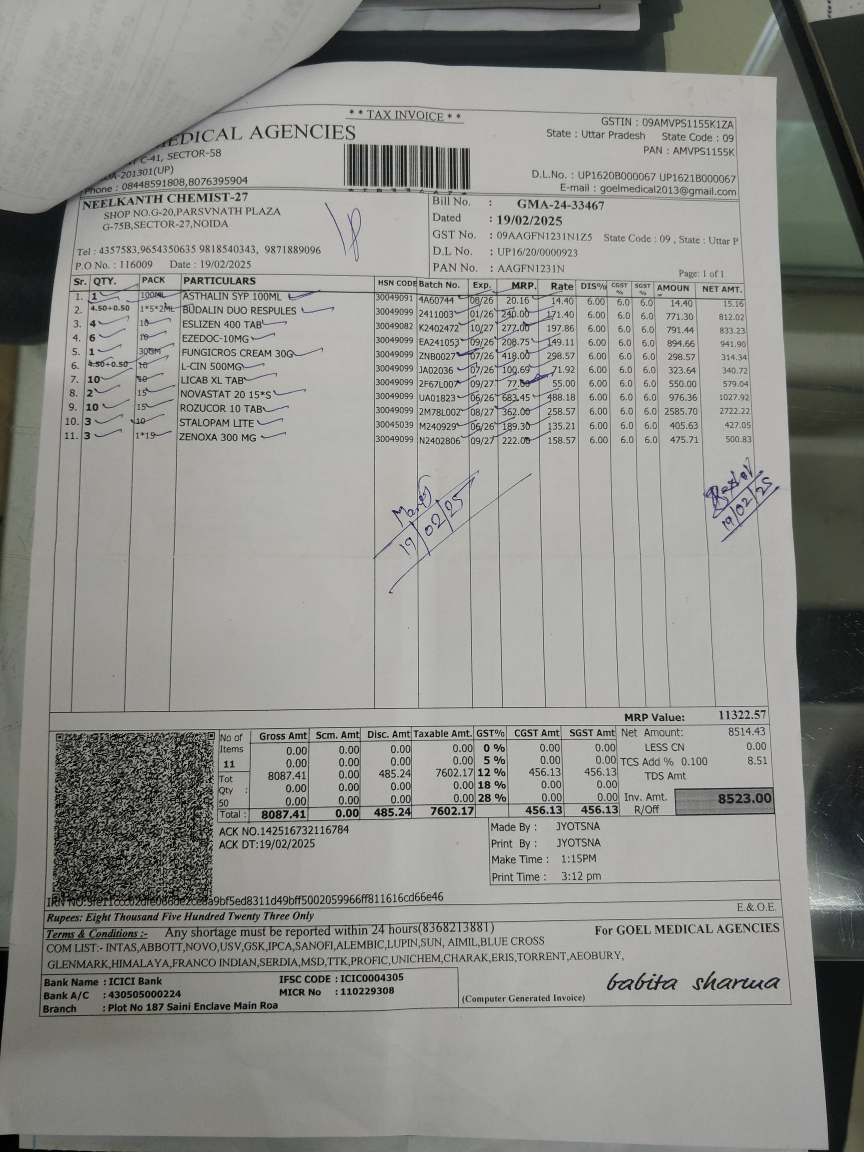 * * TAX INVOICE * *
GSTIN : 09AMVPS1155K1ZA
State : Uttar Pradesh State Code : 09
PAN : AMVPS1155K
MEDICAL AGENCIES
C-41, SECTOR-58
201301(UP)
Phone : 08448591808,8076395904
D.L.No. : UP1620B000067 UP1621B000067
E-mail : goelmedical2013@gmail.com
NEELKANTH CHEMIST-27
SHOP NO.G-20,PARSVNATH PLAZA
G-75B,SECTOR-27,NOIDA
Tel : 4357583,9654350635 9818540343, 9871889096
P.O No. : 116009 Date : 19/02/2025
Bill No. : GMA-24-33467
Dated : 19/02/2025
GST No. : 09AAGFN1231N1Z5 State Code : 09 , State : Uttar P
D.L No. : UP16/20/0000923
PAN No. : AAGFN1231N
Page: 1 of 1
Sr. QTY. PACK PARTICULARS HSN CODE Batch No. Exp. MRP. Rate DIS% CGST % SGST % AMOUN NET AMT.
1. 1 100ML ASTHALIN SYP 100ML 30049091 4A60744 08/26 20.16 14.40 6.00 6.0 6.0 14.40 15.16
2. 4.50+0.50 1*5*2ML BUDALIN DUO RESPULES 30049099 2411003 01/26 240.00 171.40 6.00 6.0 6.0 771.30 812.02
3. 4 10 ESLIZEN 400 TAB 30049082 K2402472 10/27 277.00 197.86 6.00 6.0 6.0 791.44 833.23
4. 6 10 EZEDOC-10MG 30049099 EA241053 09/26 208.75 149.11 6.00 6.0 6.0 894.66 941.90
5. 1 30GM FUNGICROS CREAM 30G 30049099 ZNB0027 07/26 418.00 298.57 6.00 6.0 6.0 298.57 314.34
6. 4.50+0.50 10 L-CIN 500MG 30049099 JA02036 07/26 100.69 71.92 6.00 6.0 6.0 323.64 340.72
7. 10 10 LICAB XL TAB 30049099 2F67L007 09/27 77.00 55.00 6.00 6.0 6.0 550.00 579.04
8. 2 15 NOVASTAT 20 15*S 30049099 UA01823 06/26 683.45 488.18 6.00 6.0 6.0 976.36 1027.92
9. 10 15 ROZUCOR 10 TAB 30049099 2M78L002 08/27 362.00 258.57 6.00 6.0 6.0 2585.70 2722.22
10. 3 10 STALOPAM LITE 30045039 M240929 06/26 189.30 135.21 6.00 6.0 6.0 405.63 427.05
11. 3 1*15 ZENOXA 300 MG 30049099 N2402806 09/27 222.00 158.57 6.00 6.0 6.0 475.71 500.83
19/02/25
19/02/25
MRP Value: 11322.57
No of Items 11 Tot Qty : 50
Gross Amt Scm. Amt Disc. Amt Taxable Amt. GST% CGST Amt SGST Amt
0.00 0.00 0.00 0.00 0 % 0.00 0.00
0.00 0.00 0.00 0.00 5 % 0.00 0.00
8087.41 0.00 485.24 7602.17 12 % 456.13 456.13
0.00 0.00 0.00 0.00 18 % 0.00 0.00
0.00 0.00 0.00 0.00 28 % 0.00 0.00
Total : 8087.41 0.00 485.24 7602.17 456.13 456.13
Net Amount: 8514.43
LESS CN 0.00
TCS Add % 0.100 8.51
TDS Amt
Inv. Amt. 8523.00
R/Off
ACK NO.142516732116784
ACK DT:19/02/2025
Made By : JYOTSNA
Print By : JYOTSNA
Make Time : 1:15PM
Print Time : 3:12 pm
E.& O.E.
Rupees: Eight Thousand Five Hundred Twenty Three Only
Terms & Conditions :- Any shortage must be reported within 24 hours(8368213881)
For GOEL MEDICAL AGENCIES
COM LIST:- INTAS,ABBOTT,NOVO,USV,GSK,IPCA,SANOFI,ALEMBIC,LUPIN,SUN, AIMIL,BLUE CROSS
GLENMARK,HIMALAYA,FRANCO INDIAN,SERDIA,MSD,TTK,PROFIC,UNICHEM,CHARAK,ERIS,TORRENT,AEOBURY,
Bank Name : ICICI Bank IFSC CODE : ICIC0004305
Bank A/C : 430505000224 MICR No : 110229308
Branch : Plot No 187 Saini Enclave Main Roa
(Computer Generated Invoice)
babita sharma